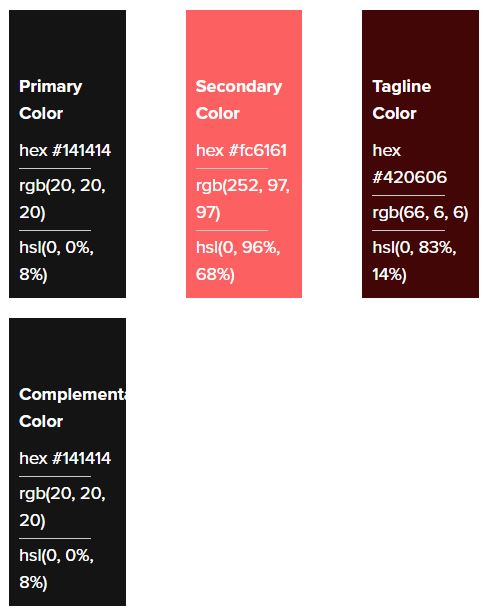 Primary
Color
hex #141414
rgb(20, 20,
20)
hsl(0, 0%,
8%)
Secondary
Color
hex #fc6161
rgb(252, 97,
97)
hsl(0, 96%,
68%)
Tagline
Color
hex
#420606
rgb(66, 6, 6)
hsl(0, 83%,
14%)
Complementa
Color
hex #141414
rgb(20, 20,
20)
hsl(0, 0%,
8%)